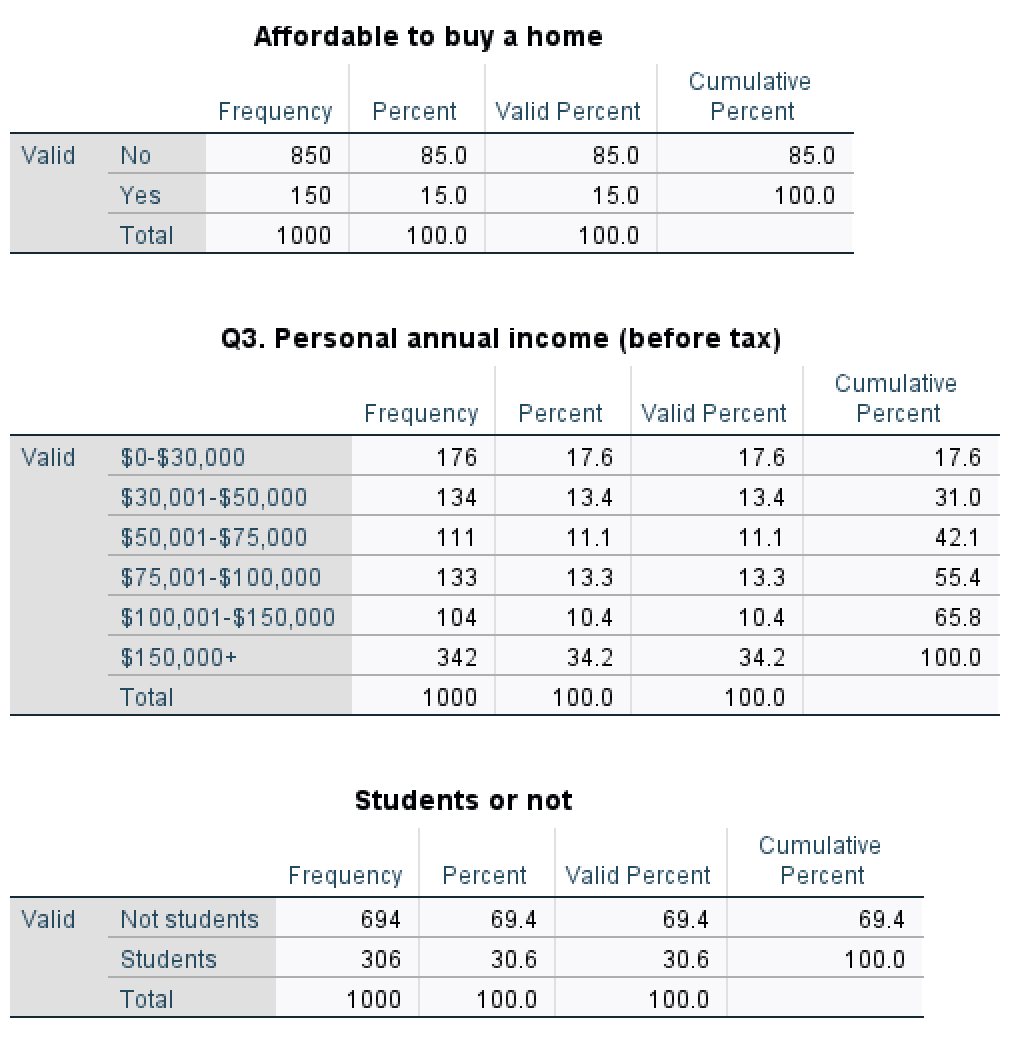 Affordable to buy a home
Frequency Percent Valid Percent Cumulative Percent
Valid No 850 85.0 85.0 85.0
Yes 150 15.0 15.0 100.0
Total 1000 100.0 100.0
Q3. Personal annual income (before tax)
Frequency Percent Valid Percent Cumulative Percent
Valid $0-$30,000 176 17.6 17.6 17.6
$30,001-$50,000 134 13.4 13.4 31.0
$50,001-$75,000 111 11.1 11.1 42.1
$75,001-$100,000 133 13.3 13.3 55.4
$100,001-$150,000 104 10.4 10.4 65.8
$150,000+ 342 34.2 34.2 100.0
Total 1000 100.0 100.0
Students or not
Frequency Percent Valid Percent Cumulative Percent
Valid Not students 694 69.4 69.4 69.4
Students 306 30.6 30.6 100.0
Total 1000 100.0 100.0